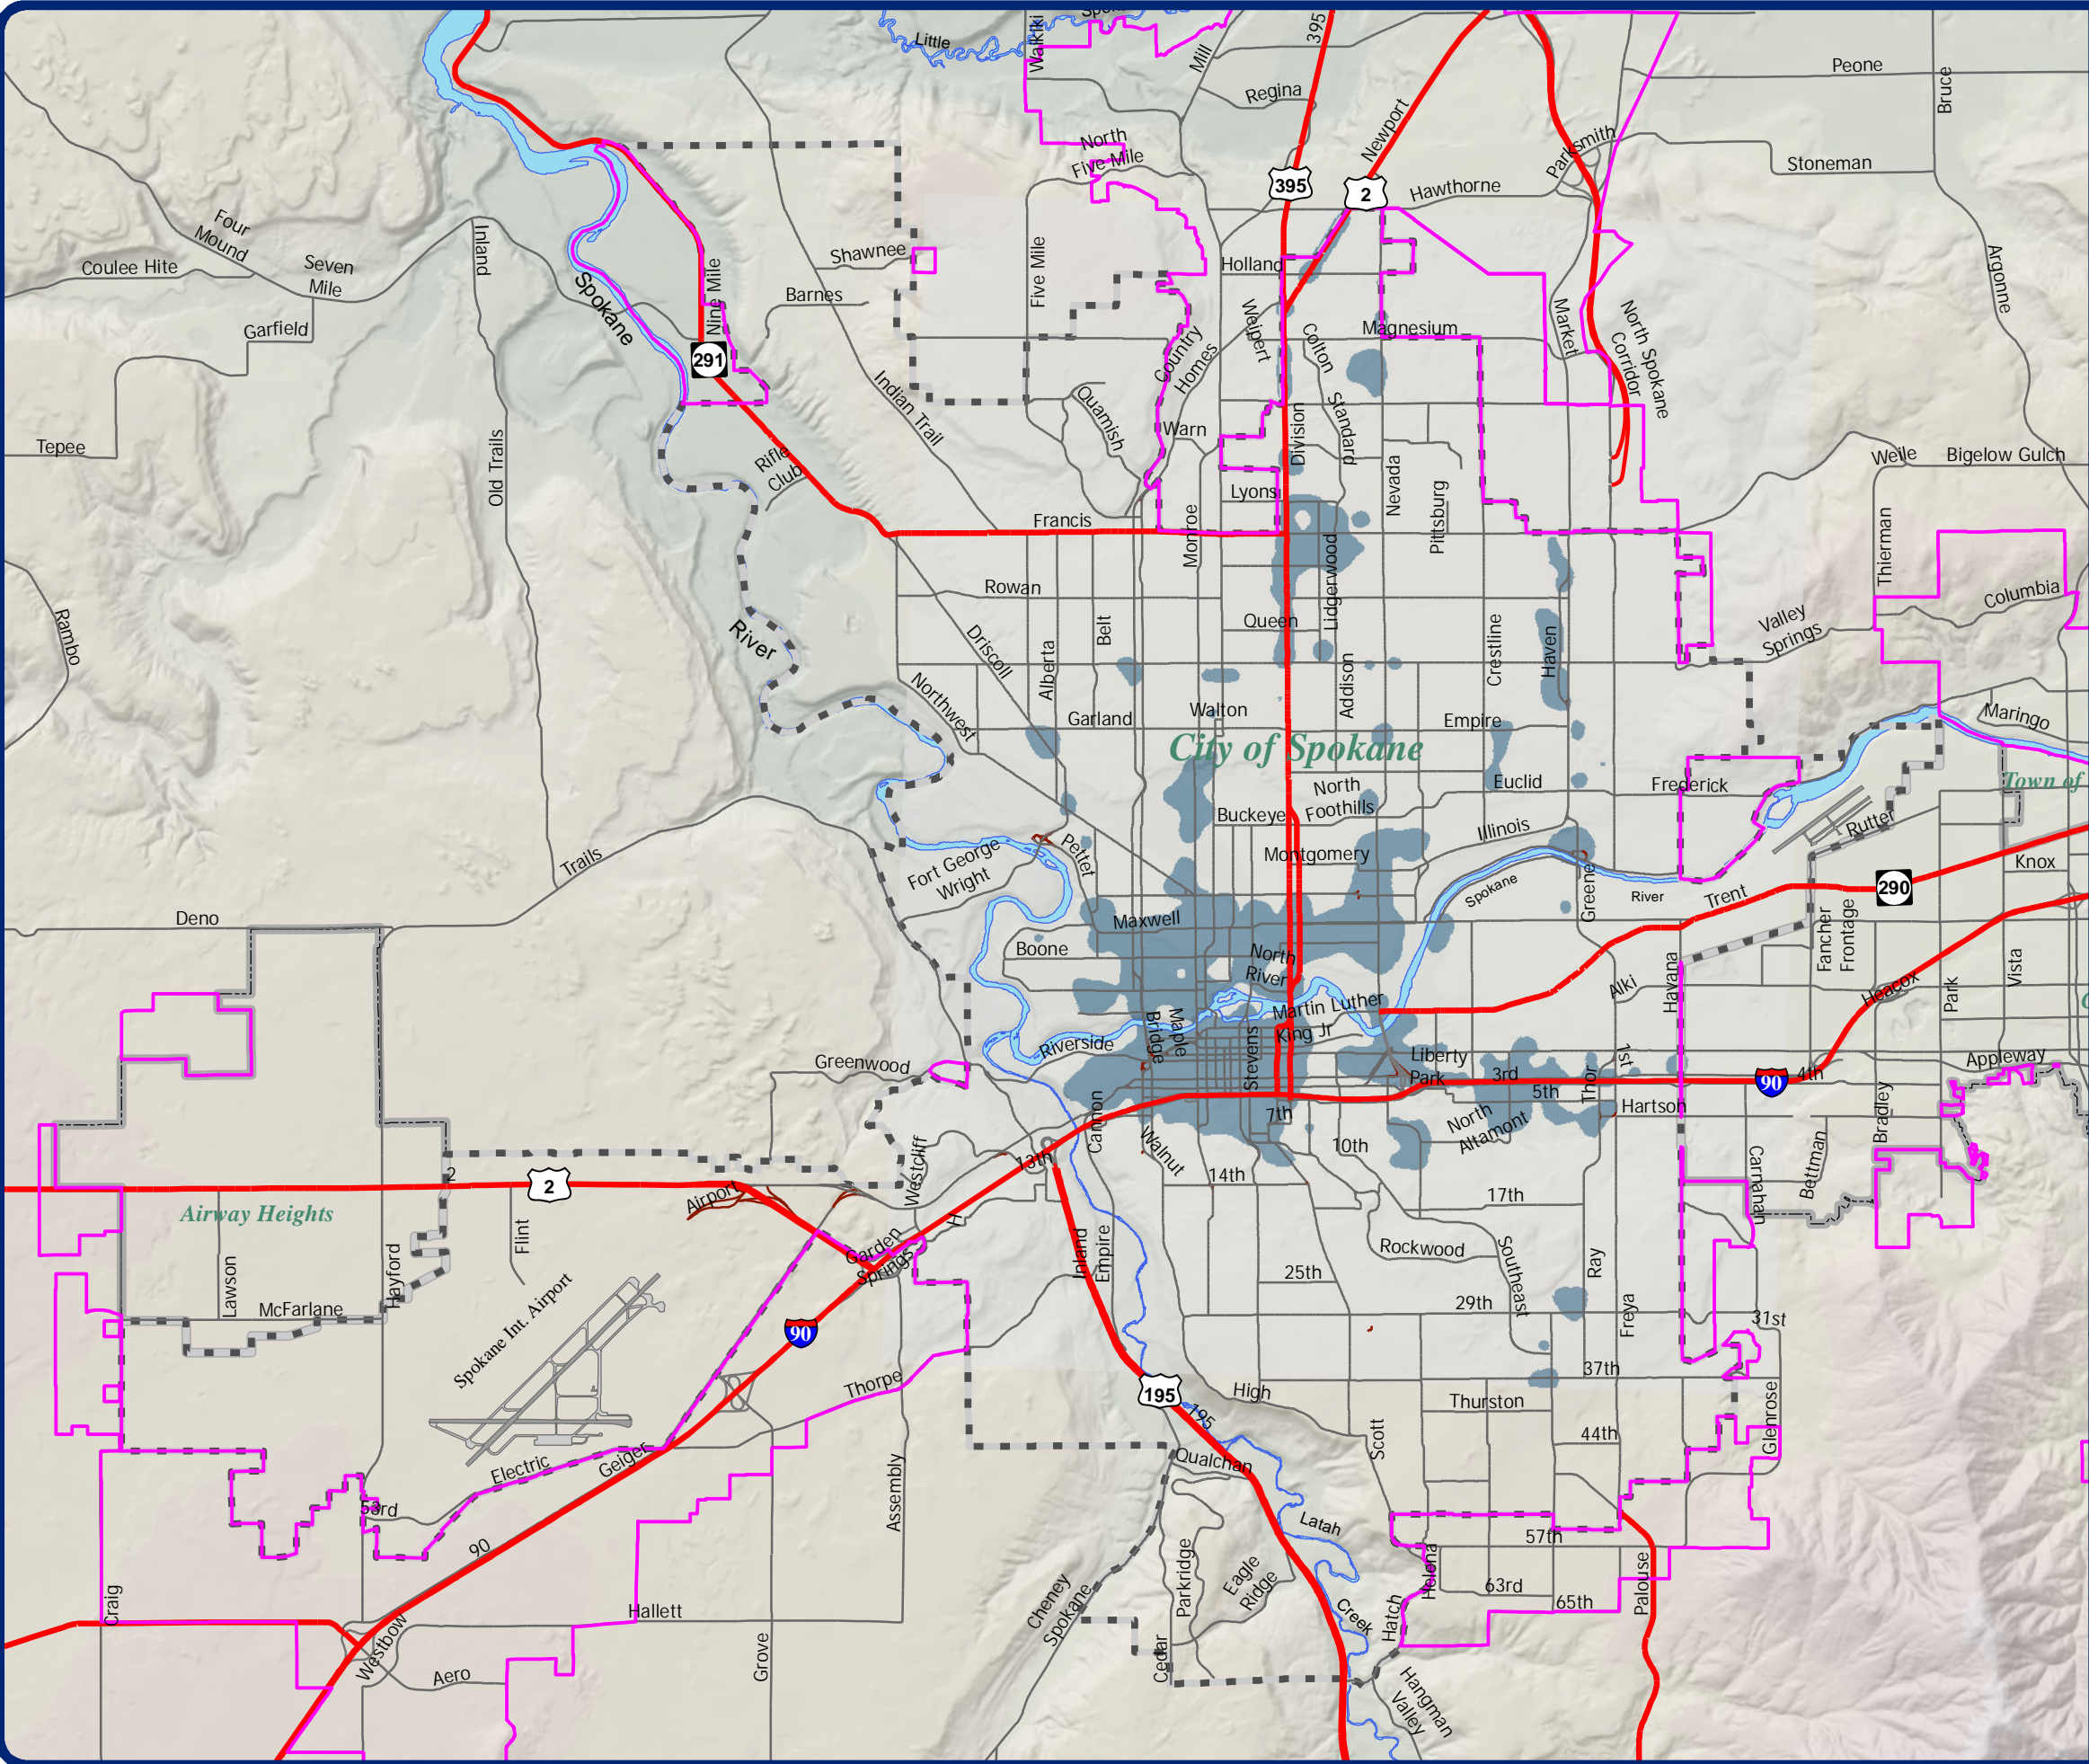 Little
Waikiki
Mill
395
Regina
Newport
Peone
Bruce
North
Five Mile
Parksmith
Stoneman
395
2
Hawthorne
Four
Mound
Coulee Hite
Seven
Mile
Inland
Shawnee
Five Mile
Holland
Argonne
Spokane
Nine Mile
Barnes
Garfield
Weipert
Colton
Magnesium
Market
North Spokane
Corridor
291
Country
Homes
Indian Trail
Quamish
Warn
Division
Standard
Tepee
Old Trails
Rifle
Club
Nevada
Pittsburg
Weile
Bigelow Gulch
Lyons
Francis
Monroe
Thierman
Lidgerwood
Rowan
Columbia
Rambo
River
Driscoll
Alberta
Belt
Queen
Addison
Crestline
Haven
Valley
Springs
Northwest
Garland
Walton
Empire
Maringo
City of Spokane
North
Foothills
Euclid
Frederick
Town of
Buckeye
Rutter
Illinois
Pettet
Montgomery
Knox
Trails
Fort George
Wright
Spokane
River
Greene
Trent
290
Deno
Maxwell
Boone
North
River
Fancher
Frontage
Havana
Alki
Heacox
Park
Vista
Martin Luther
King Jr
Bridge
Maple
Stevens
Riverside
Greenwood
Liberty
Park
3rd
5th
1st
Thor
90
4th
Appleway
Hartson
7th
North
Altamont
Bradley
Cannon
Walnut
10th
13th
14th
Westcliff
Carnahan
Bettman
2
2
Airport
17th
Airway Heights
Flint
H
Garden
Springs
Inland
Empire
Rockwood
Southeast
Ray
Lawson
Hayford
McFarlane
25th
29th
Freya
31st
Spokane Int. Airport
90
37th
Thorpe
195
195
High
Thurston
Glenrose
Scott
44th
Electric
Geiger
Assembly
Qualchan
53rd
90
Latah
57th
Parkridge
Eagle
Ridge
Helena
63rd
65th
Palouse
Craig
Hallett
Cheney
Spokane
Creek
Hatch
Westbow
Aero
Grove
Cedar
Hangman
Valley